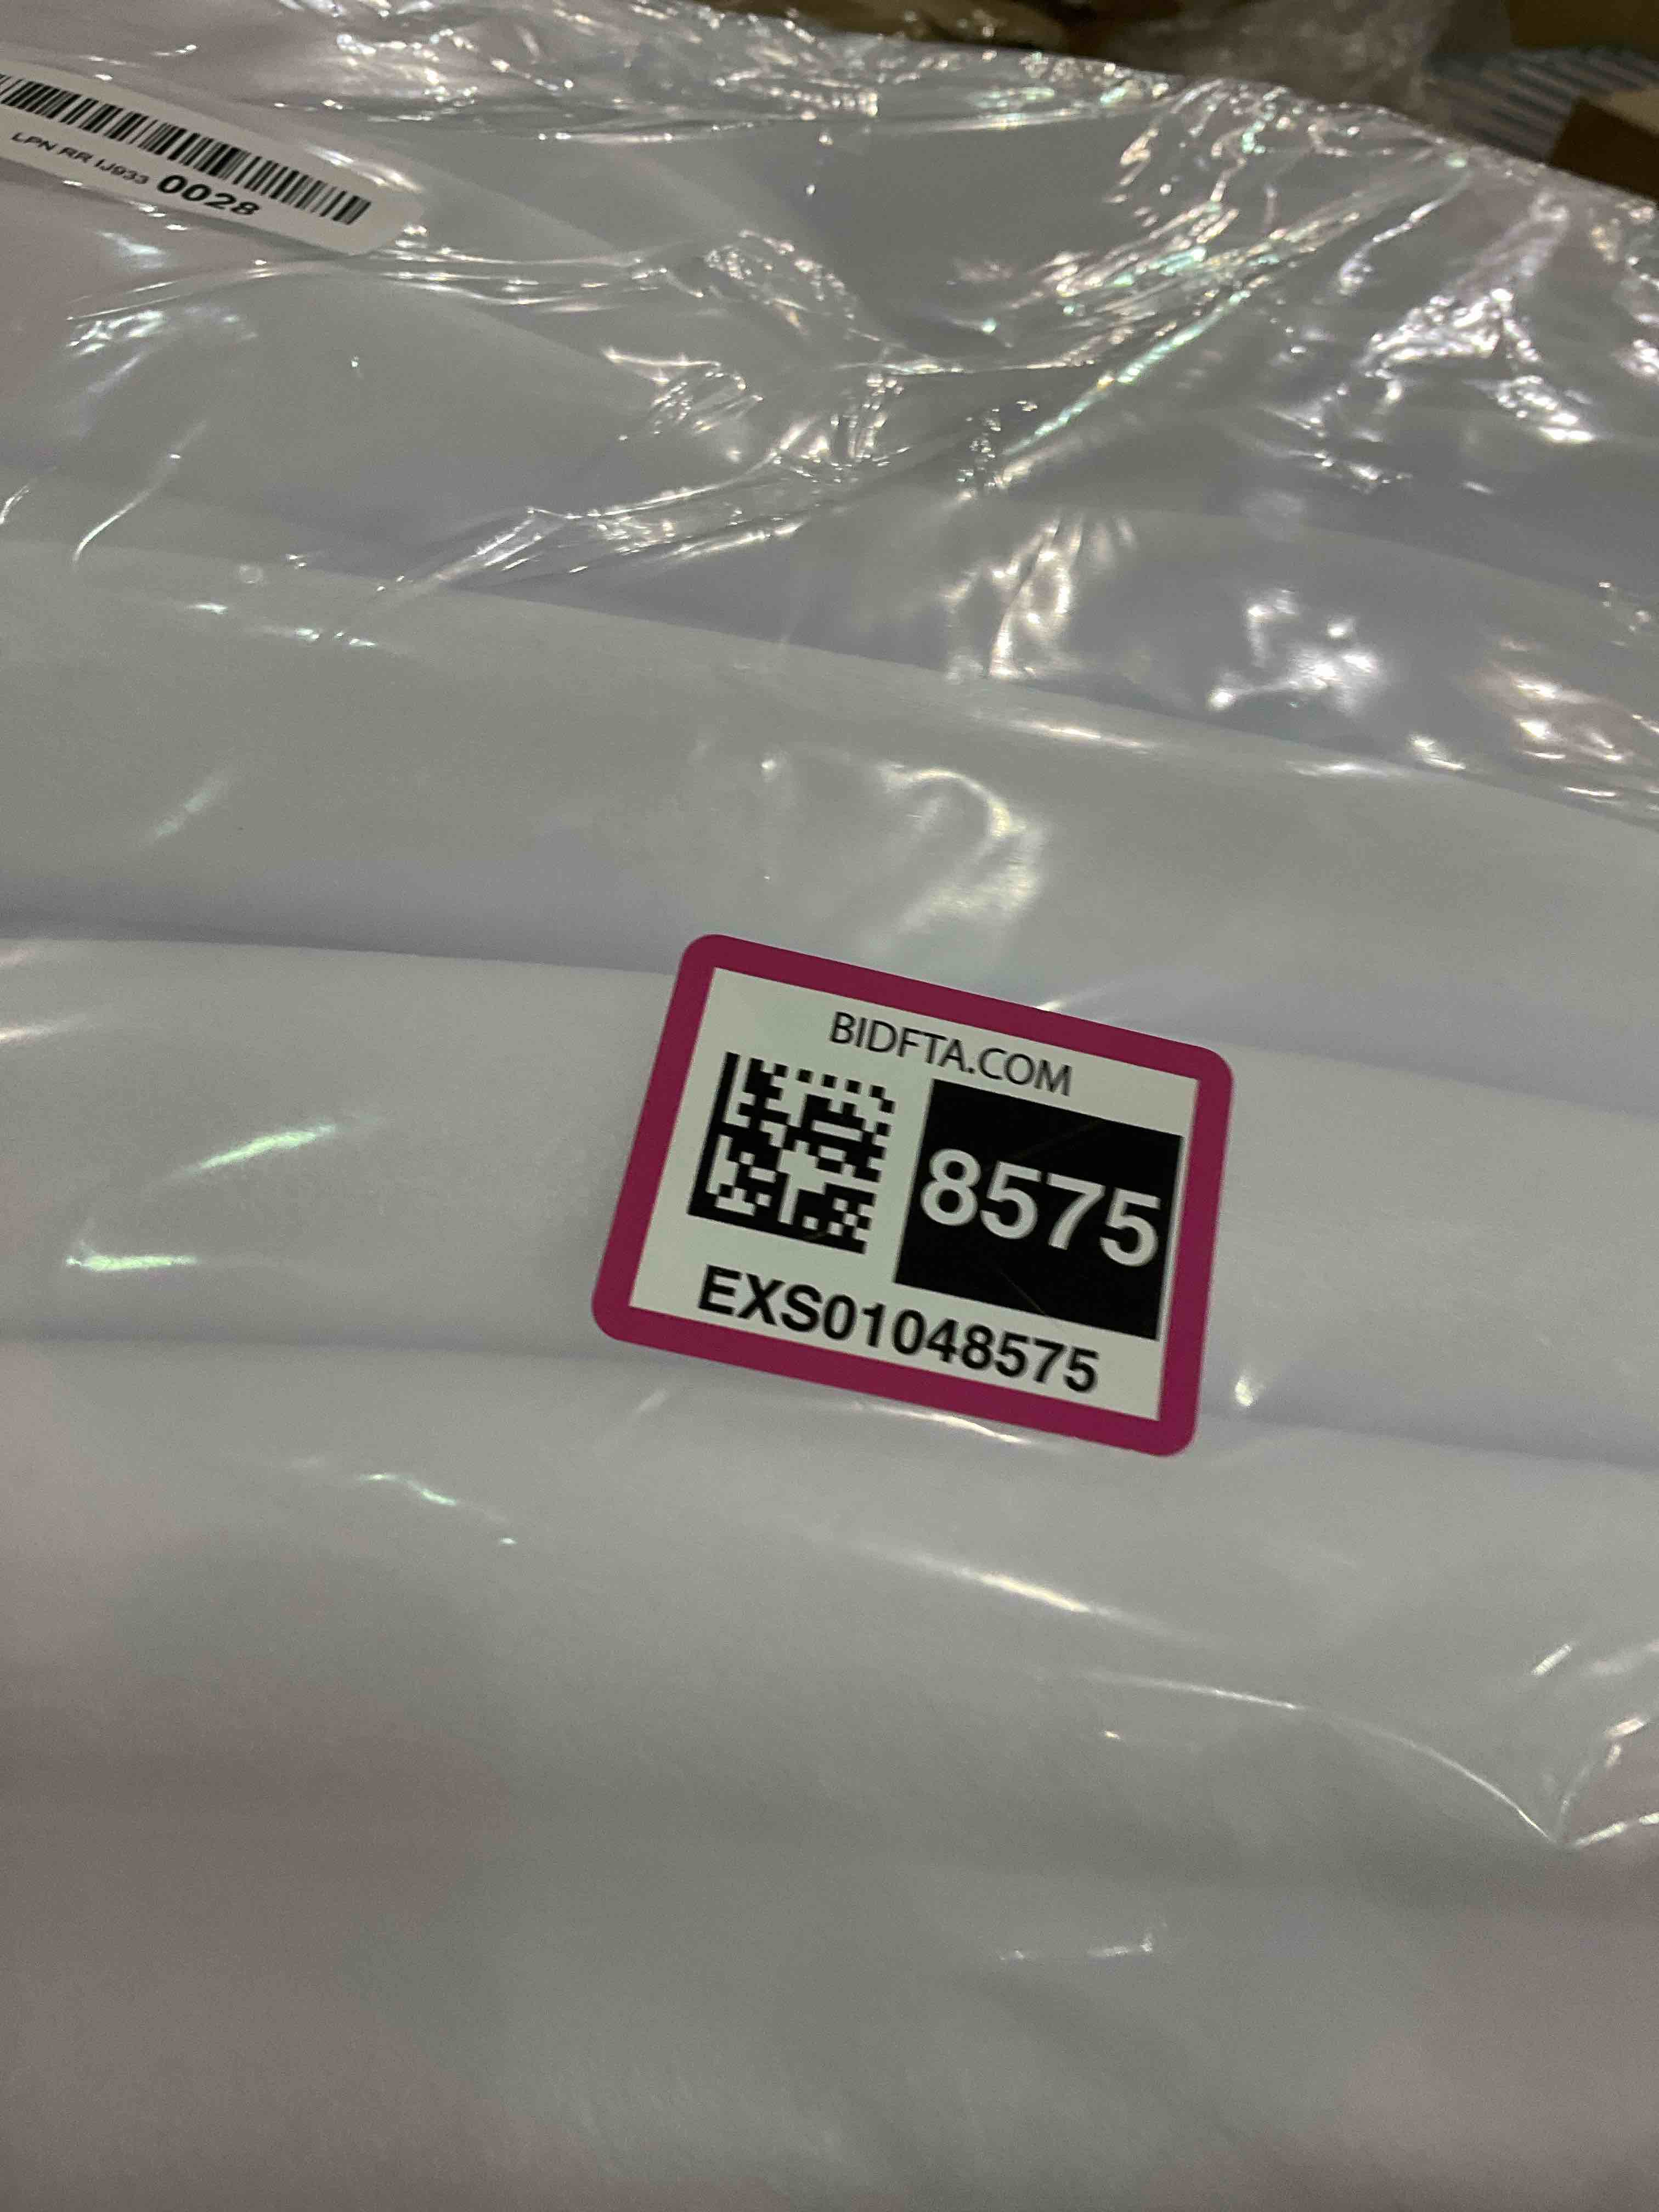 LPN RR IJ933 0028
BIDFTA.COM
8575
EXS01048575